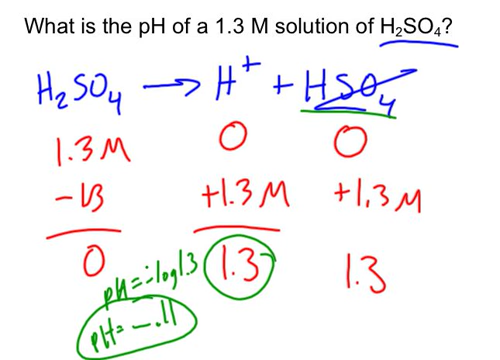 What is the pH of a 1.3 M solution of H₂SO₄?
H₂SO₄ → H⁺ + HSO₄
1.3 M 0 0
-1.3 +1.3 M +1.3 M
0 1.3 1.3
pH = -log 1.3
pH = -.11